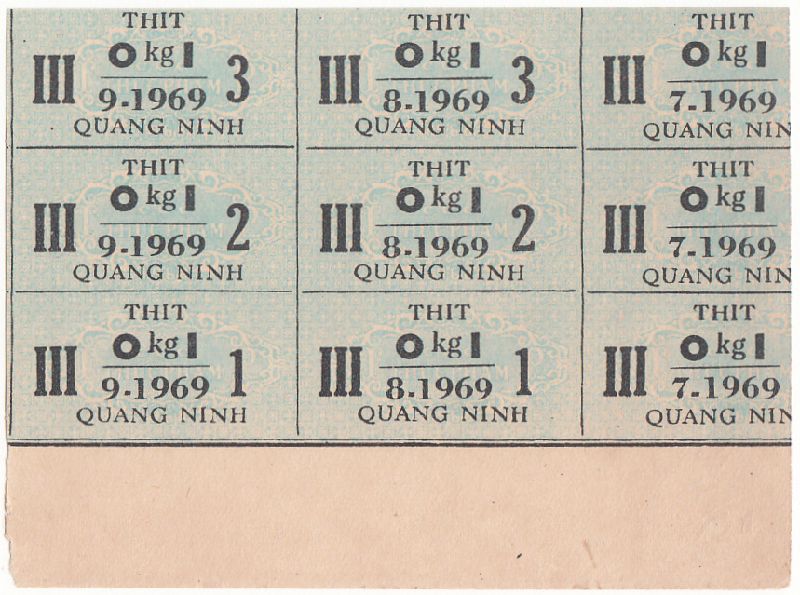 THIT
0 kg 1
III 9-1969 3
QUANG NINH
THIT
0 kg 1
III 8-1969 3
QUANG NINH
THIT
0 kg 1
III 7-1969
QUANG NIN
THIT
0 kg 1
III 9-1969 2
QUANG NINH
THIT
0 kg 1
III 8-1969 2
QUANG NINH
THIT
0 kg 1
III 7-1969
QUANG NIN
THIT
0 kg 1
III 9-1969 1
QUANG NINH
THIT
0 kg 1
III 8-1969 1
QUANG NINH
THIT
0 kg 1
III 7-1969
QUANG NIN